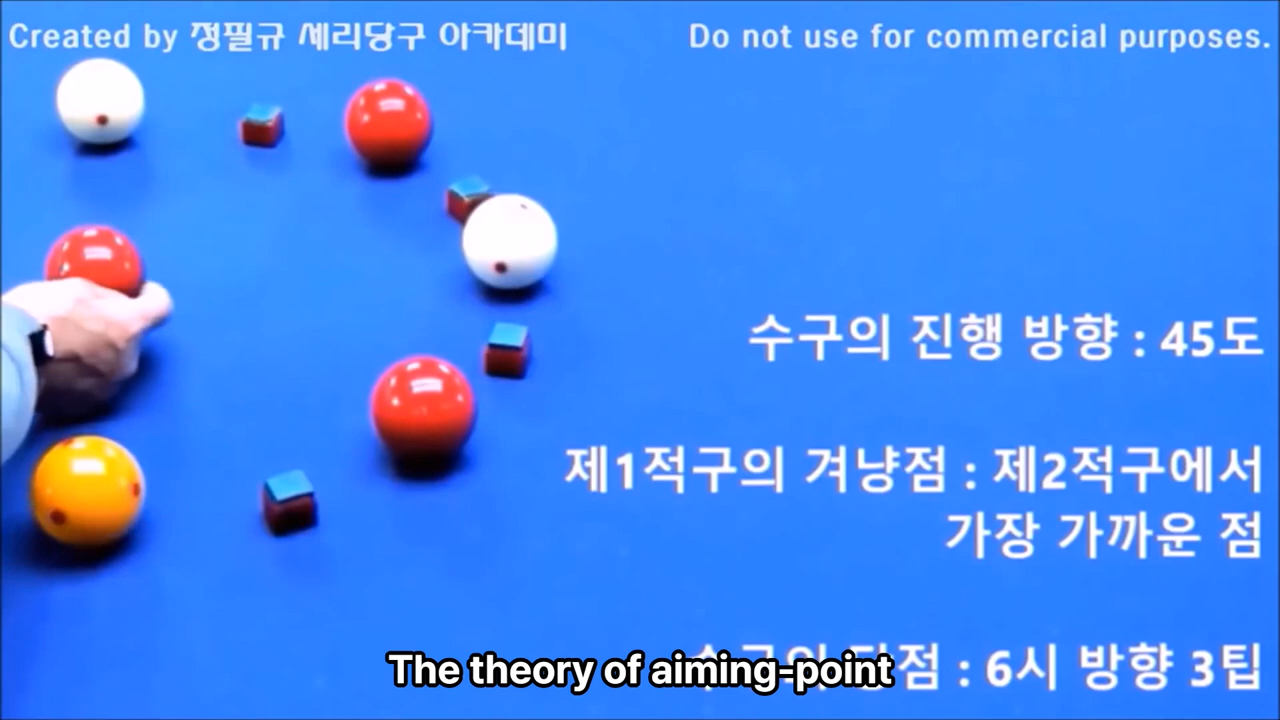 Created by 정필규 세리당구 아카데미
Do not use for commercial purposes.
수구의 진행 방향 : 45도
제1적구의 겨냥점 : 제2적구에서
가장 가까운 점
: 6시 방향 3팁
The theory of aiming-point